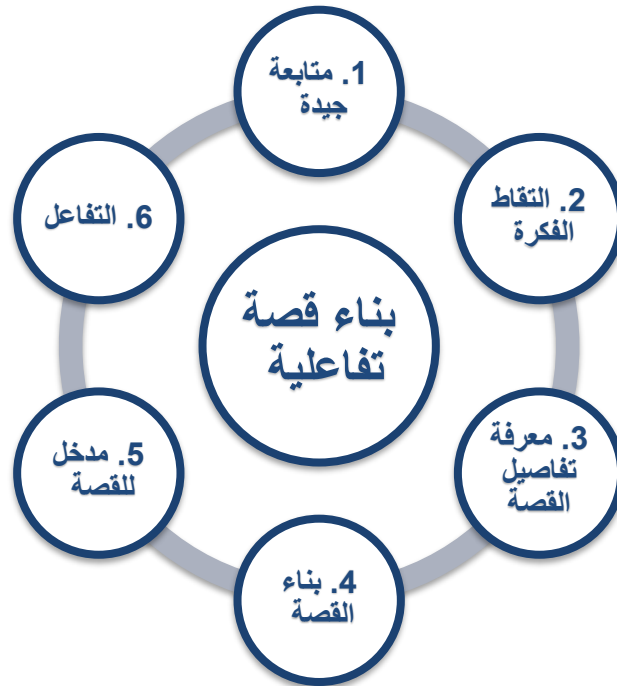 1. متابعة
جيدة
2. التقاط
الفكرة
3. معرفة
تفاصيل
القصة
4. بناء
القصة
5. مدخل
للقصة
6. التفاعل
بناء قصة
تفاعلية